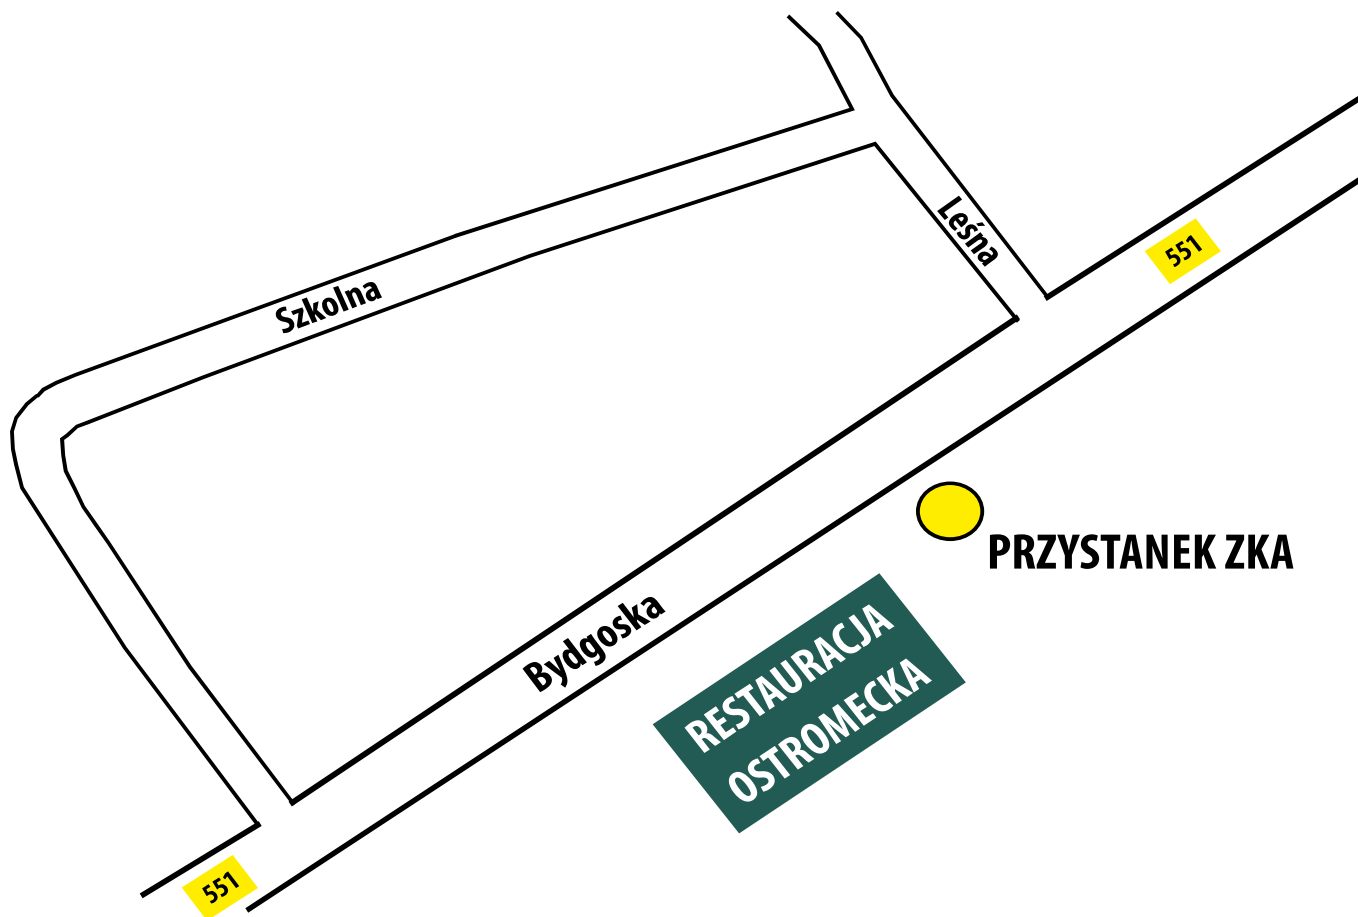 Leśna
551
Szkolna
PRZYSTANEK ZKA
Bydgoska
RESTAURACJA
OSTROMECKA
551